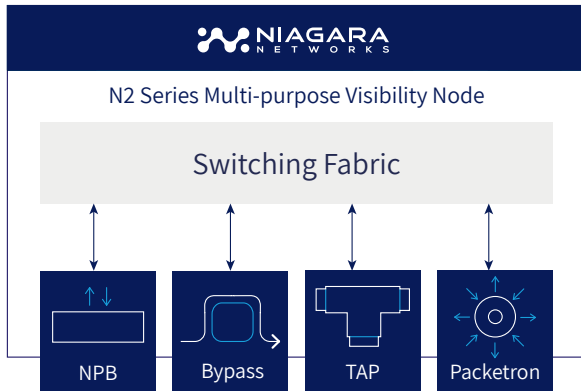 NIAGARA
NETWORKS
N2 Series Multi-purpose Visibility Node
Switching Fabric
NPB
Bypass
TAP
Packetron